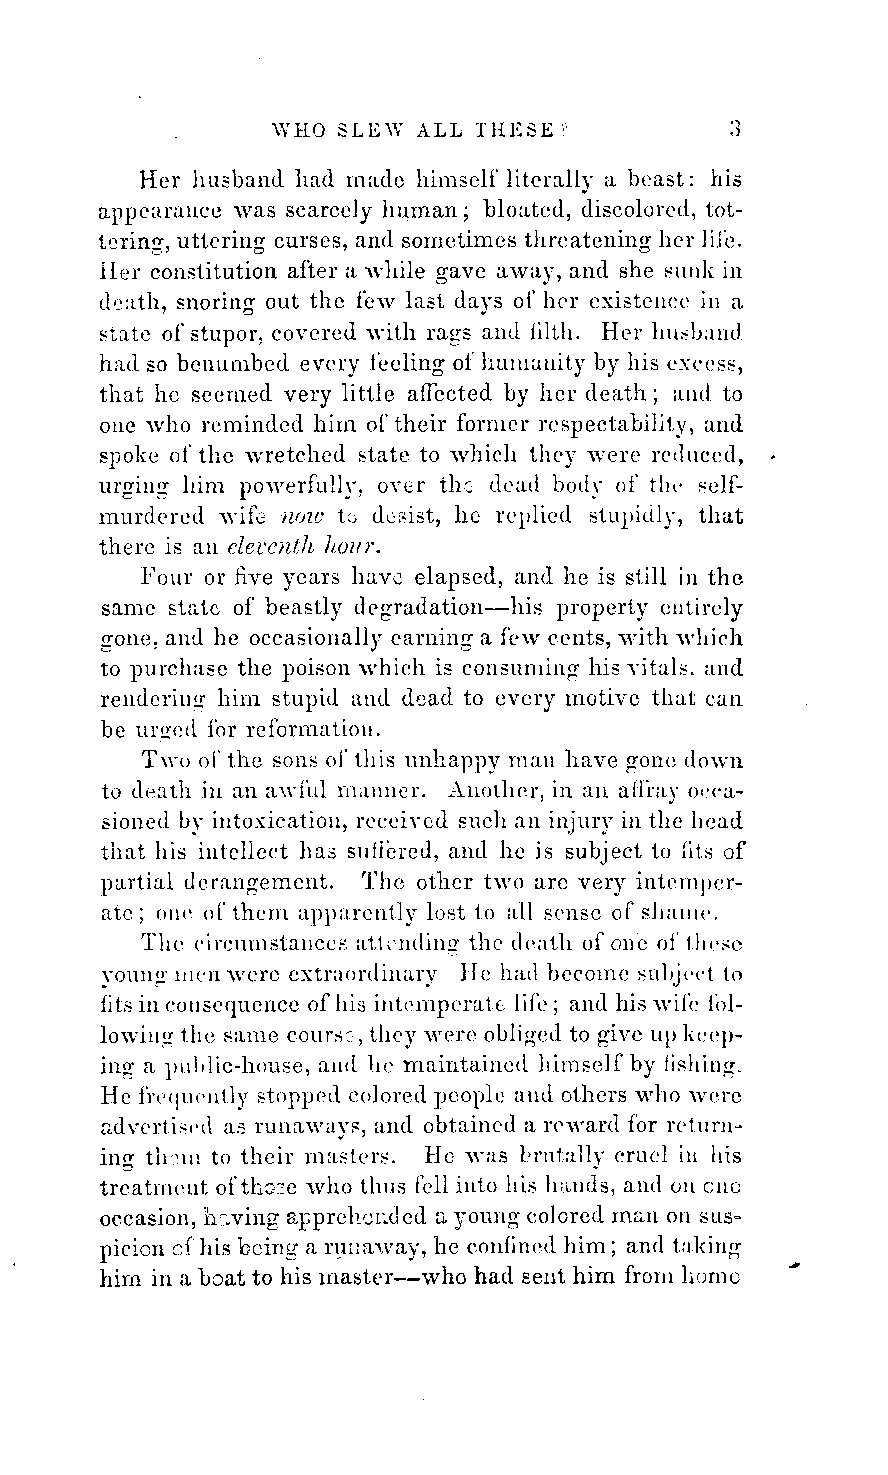 WHO SLEW ALL THESE? 3
Her husband had made himself literally a beast: his
appearance was scarcely human; bloated, discolored, tot-
tering, uttering curses, and sometimes threatening her life.
Her constitution after a while gave away, and she sunk in
death, snoring out the few last days of her existence in a
state of stupor, covered with rags and filth. Her husband
had so benumbed every feeling of humanity by his excess,
that he seemed very little affected by her death; and to
one who reminded him of their former respectability, and
spoke of the wretched state to which they were reduced,
urging him powerfully, over the dead body of the self-
murdered wife now to desist, he replied stupidly, that
there is an eleventh hour.
Four or five years have elapsed, and he is still in the
same state of beastly degradation—his property entirely
gone, and he occasionally earning a few cents, with which
to purchase the poison which is consuming his vitals, and
rendering him stupid and dead to every motive that can
be urged for reformation.
Two of the sons of this unhappy man have gone down
to death in an awful manner. Another, in an affray occa-
sioned by intoxication, received such an injury in the head
that his intellect has suffered, and he is subject to fits of
partial derangement. The other two are very intemper-
ate; one of them apparently lost to all sense of shame.
The circumstances attending the death of one of these
young men were extraordinary He had become subject to
fits in consequence of his intemperate life; and his wife fol-
lowing the same course, they were obliged to give up keep-
ing a public-house, and he maintained himself by fishing.
He frequently stopped colored people and others who were
advertised as runaways, and obtained a reward for return-
ing them to their masters. He was brutally cruel in his
treatment of those who thus fell into his hands, and on one
occasion, having apprehended a young colored man on sus-
picion of his being a runaway, he confined him; and taking
him in a boat to his master—who had sent him from home